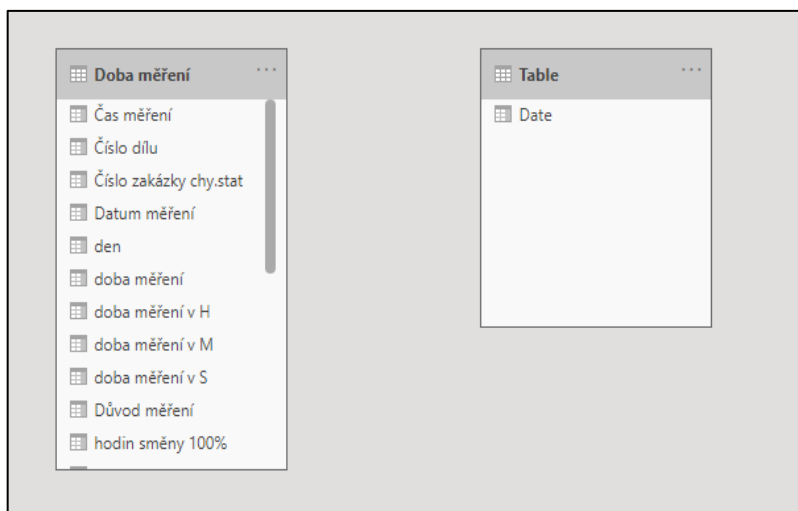 Doba měření
Čas měření
Číslo dílu
Číslo zakázky chy.stat
Datum měření
den
doba měření
doba měření v H
doba měření v M
doba měření v S
Důvod měření
hodin směny 100%
Table
Date